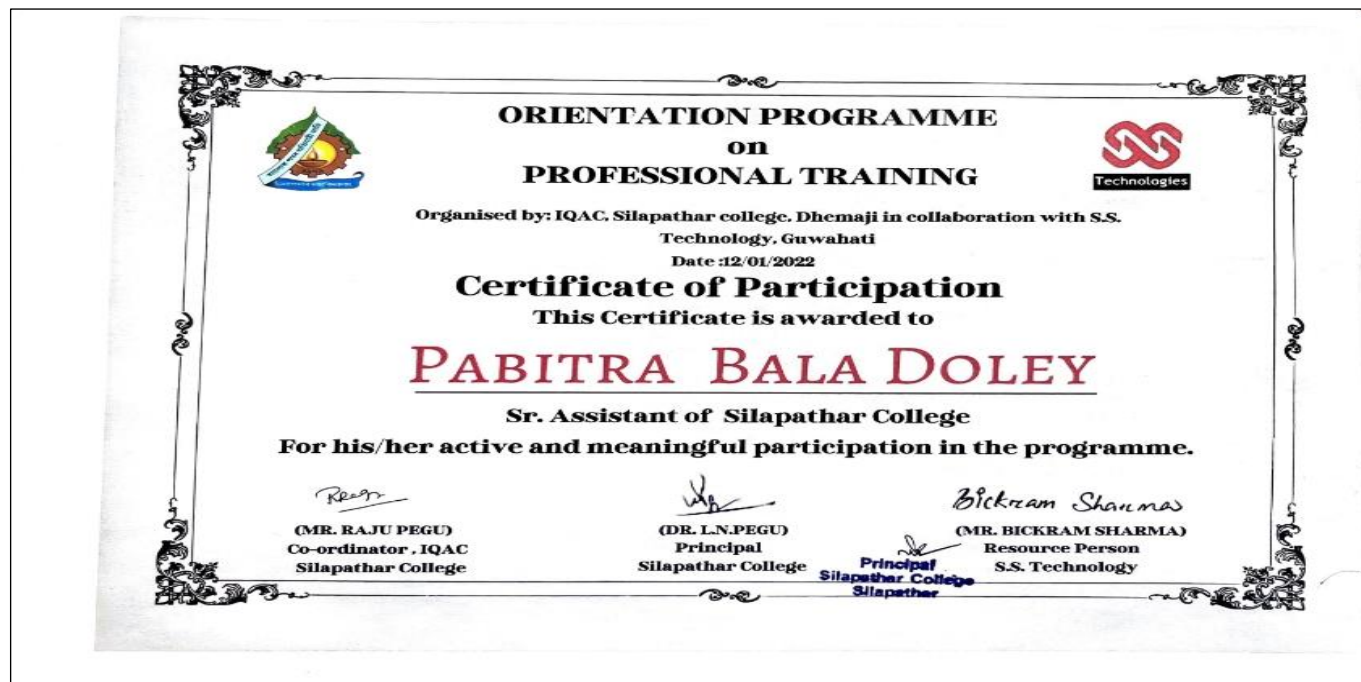 ORIENTATION PROGRAMME
on
PROFESSIONAL TRAINING
Technologies
Organised by: IQAC, Silapathar college, Dhemaji in collaboration with S.S.
Technology, Guwahati
Date :12/01/2022
Certificate of Participation
This Certificate is awarded to
PABITRA BALA DOLEY
Sr. Assistant of Silapathar College
For his/her active and meaningful participation in the programme.
Bickram Sharma
(MR. RAJU PEGU)
Co-ordinator , IQAC
Silapathar College
(DR. L.N.PEGU)
Principal
Silapathar College
Principal
Silapathar College
Silapathar
(MR. BICKRAM SHARMA)
Resource Person
S.S. Technology